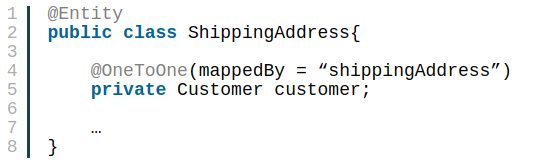 1 @Entity
2 public class ShippingAddress{
3
4     @OneToOne(mappedBy = “shippingAddress”)
5     private Customer customer;
6
7     …
8 }